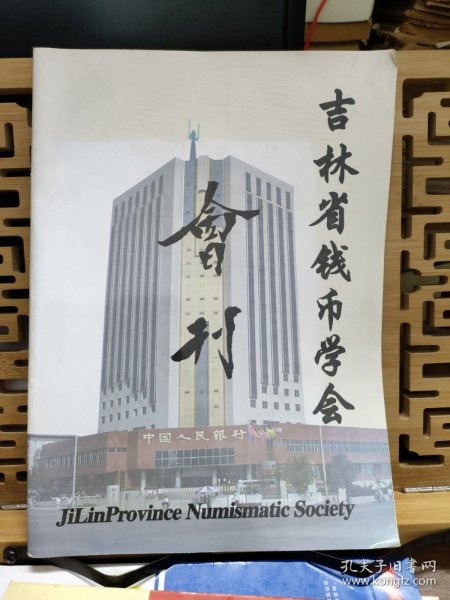 吉林省钱币学会
會刊
中国人民银行
JiLinProvince Numismatic Society
孔夫子旧书网
www.kongfz.com